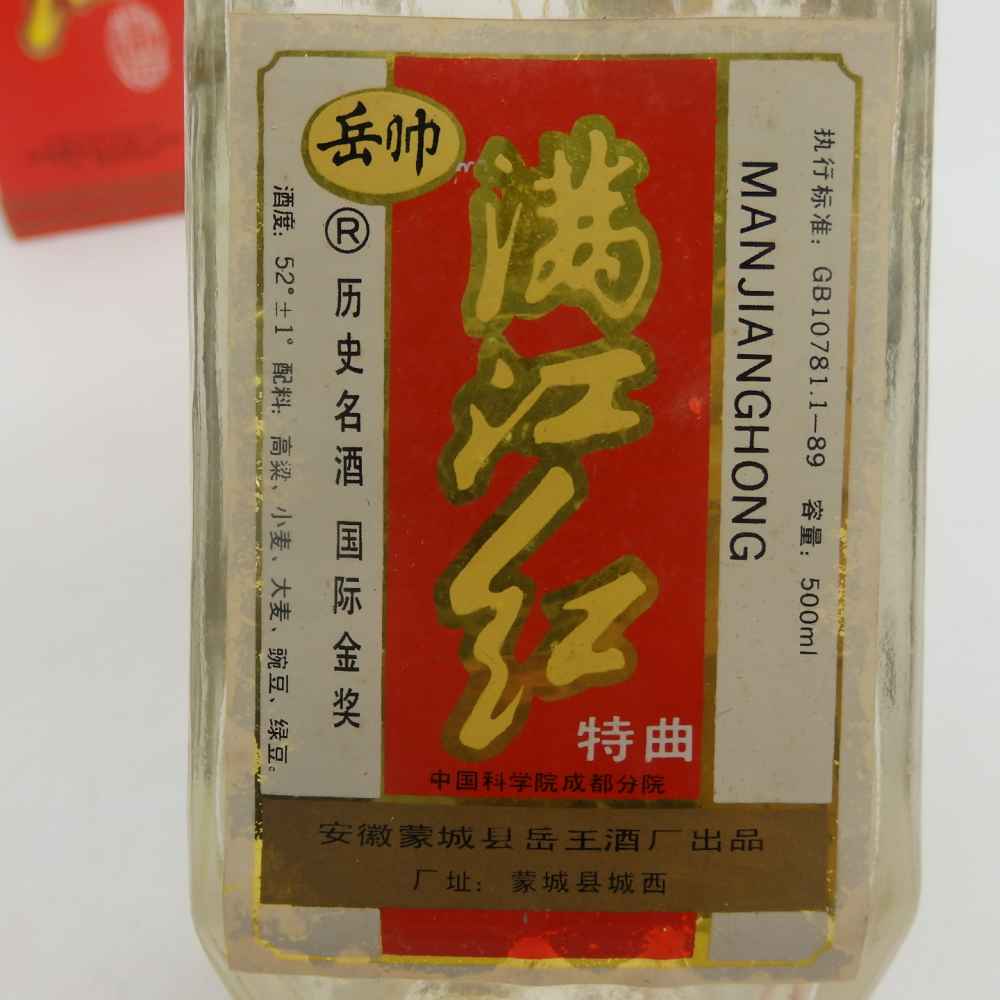 岳帅
®
满江红
特曲
中国科学院成都分院
MANJIANGHONG
执行标准：GB10781.1—89 容量：500ml
历史名酒 国际金奖
酒度：52°±1° 配料：高粱、小麦、大麦、豌豆、绿豆。
安徽蒙城县岳王酒厂出品
厂址：蒙城县城西